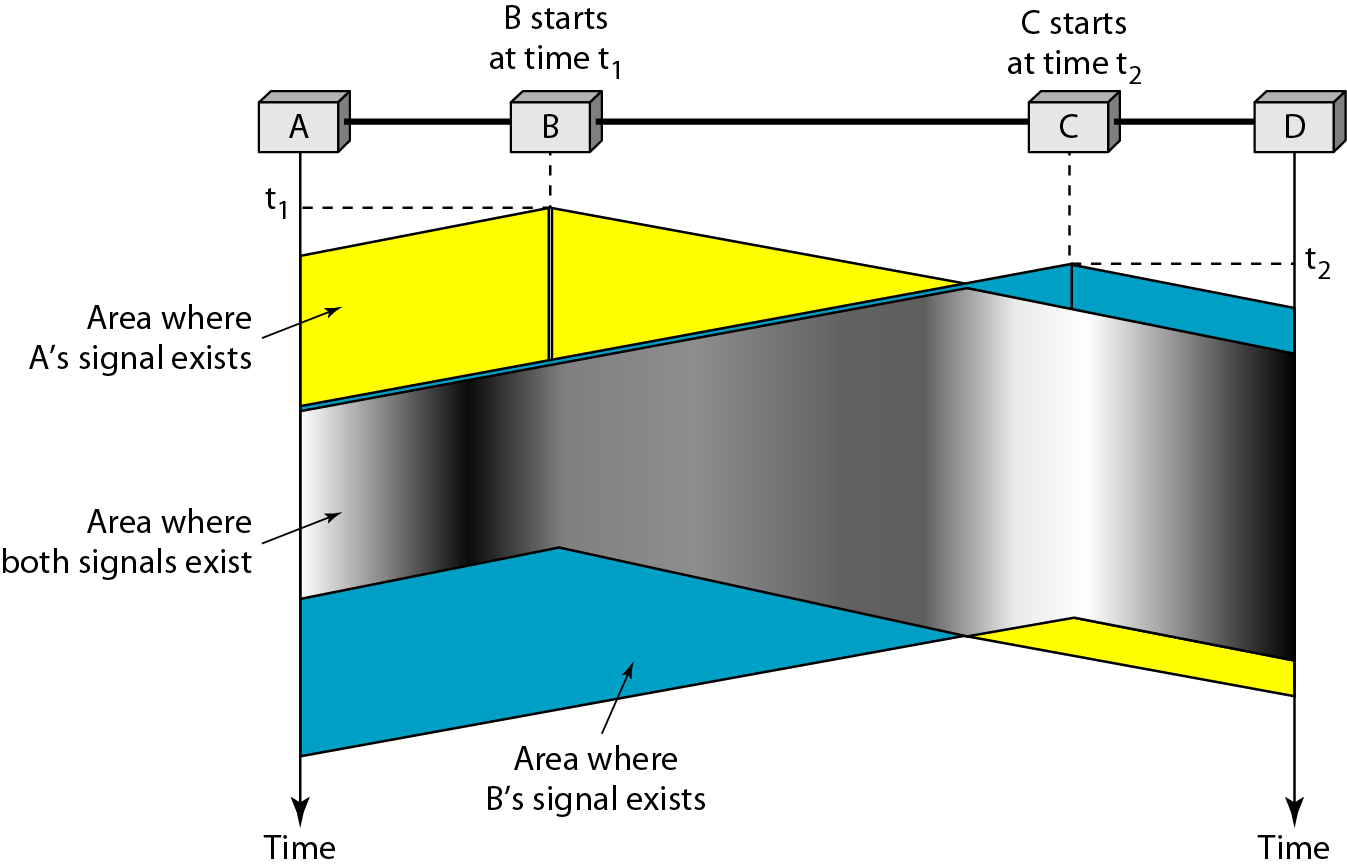 B starts
at time t1
C starts
at time t2
A
B
C
D
t1
t2
Area where
A's signal exists
Area where
both signals exist
Area where
B's signal exists
Time
Time